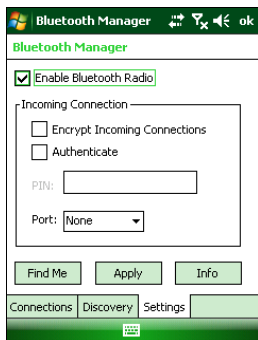 Bluetooth Manager ok
Bluetooth Manager
Enable Bluetooth Radio
Incoming Connection
Encrypt Incoming Connections
Authenticate
PIN:
Port: None
Find Me Apply Info
Connections Discovery Settings